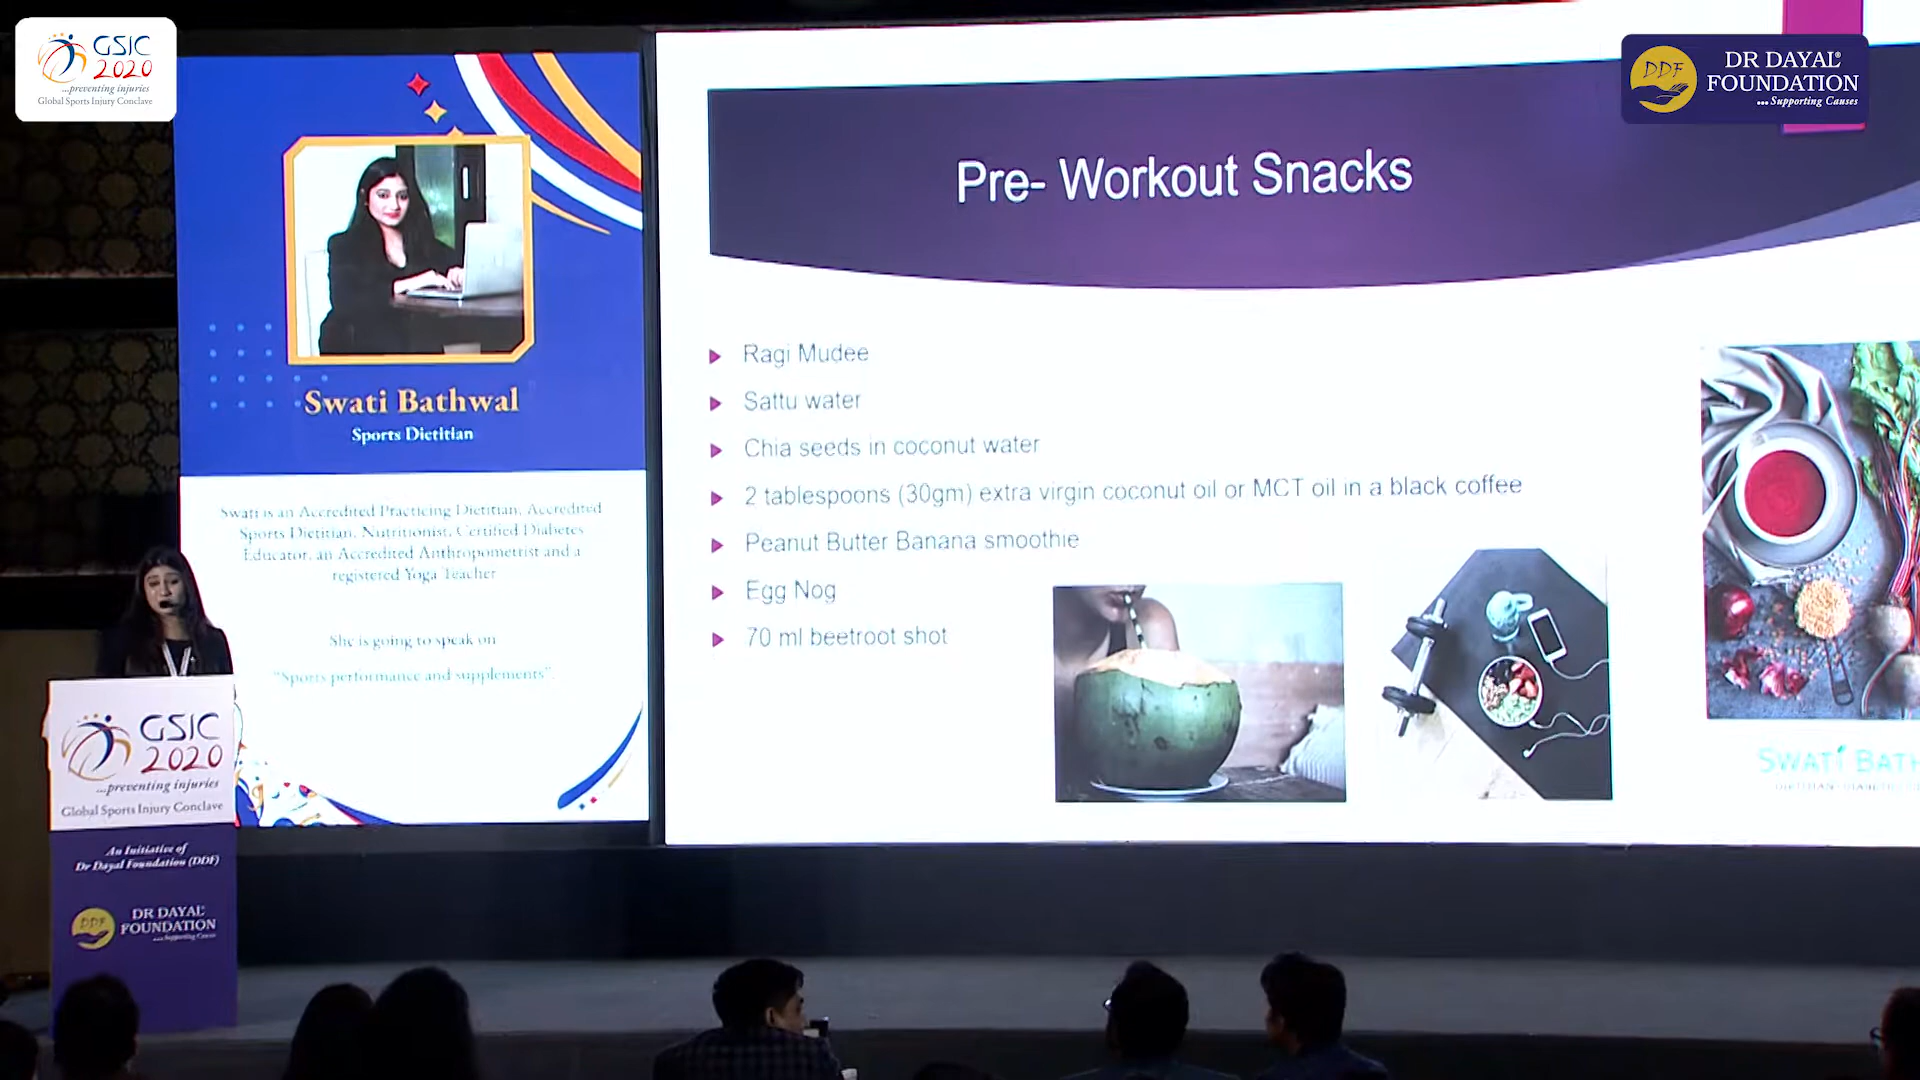 GSIC
2020
...preventing injuries
Global Sports Injury Conclave
DDF
DR DAYAL®
FOUNDATION
...Supporting Causes
Swati Bathwal
Sports Dietitian
Swati is an Accredited Practicing Dietitian, Accredited
Sports Dietitian, Nutritionist, Certified Diabetes
Educator, an Accredited Anthropometrist and a
registered Yoga Teacher
She is going to speak on
"Sports performance and supplements".
Pre- Workout Snacks
Ragi Mudee
Sattu water
Chia seeds in coconut water
2 tablespoons (30gm) extra virgin coconut oil or MCT oil in a black coffee
Peanut Butter Banana smoothie
Egg Nog
70 ml beetroot shot
SWATI BATH
GSIC
2020
...preventing injuries
Global Sports Injury Conclave
An Initiative of
Dr Dayal Foundation (DDF)
DDF
DR DAYAL®
FOUNDATION
...Supporting Causes